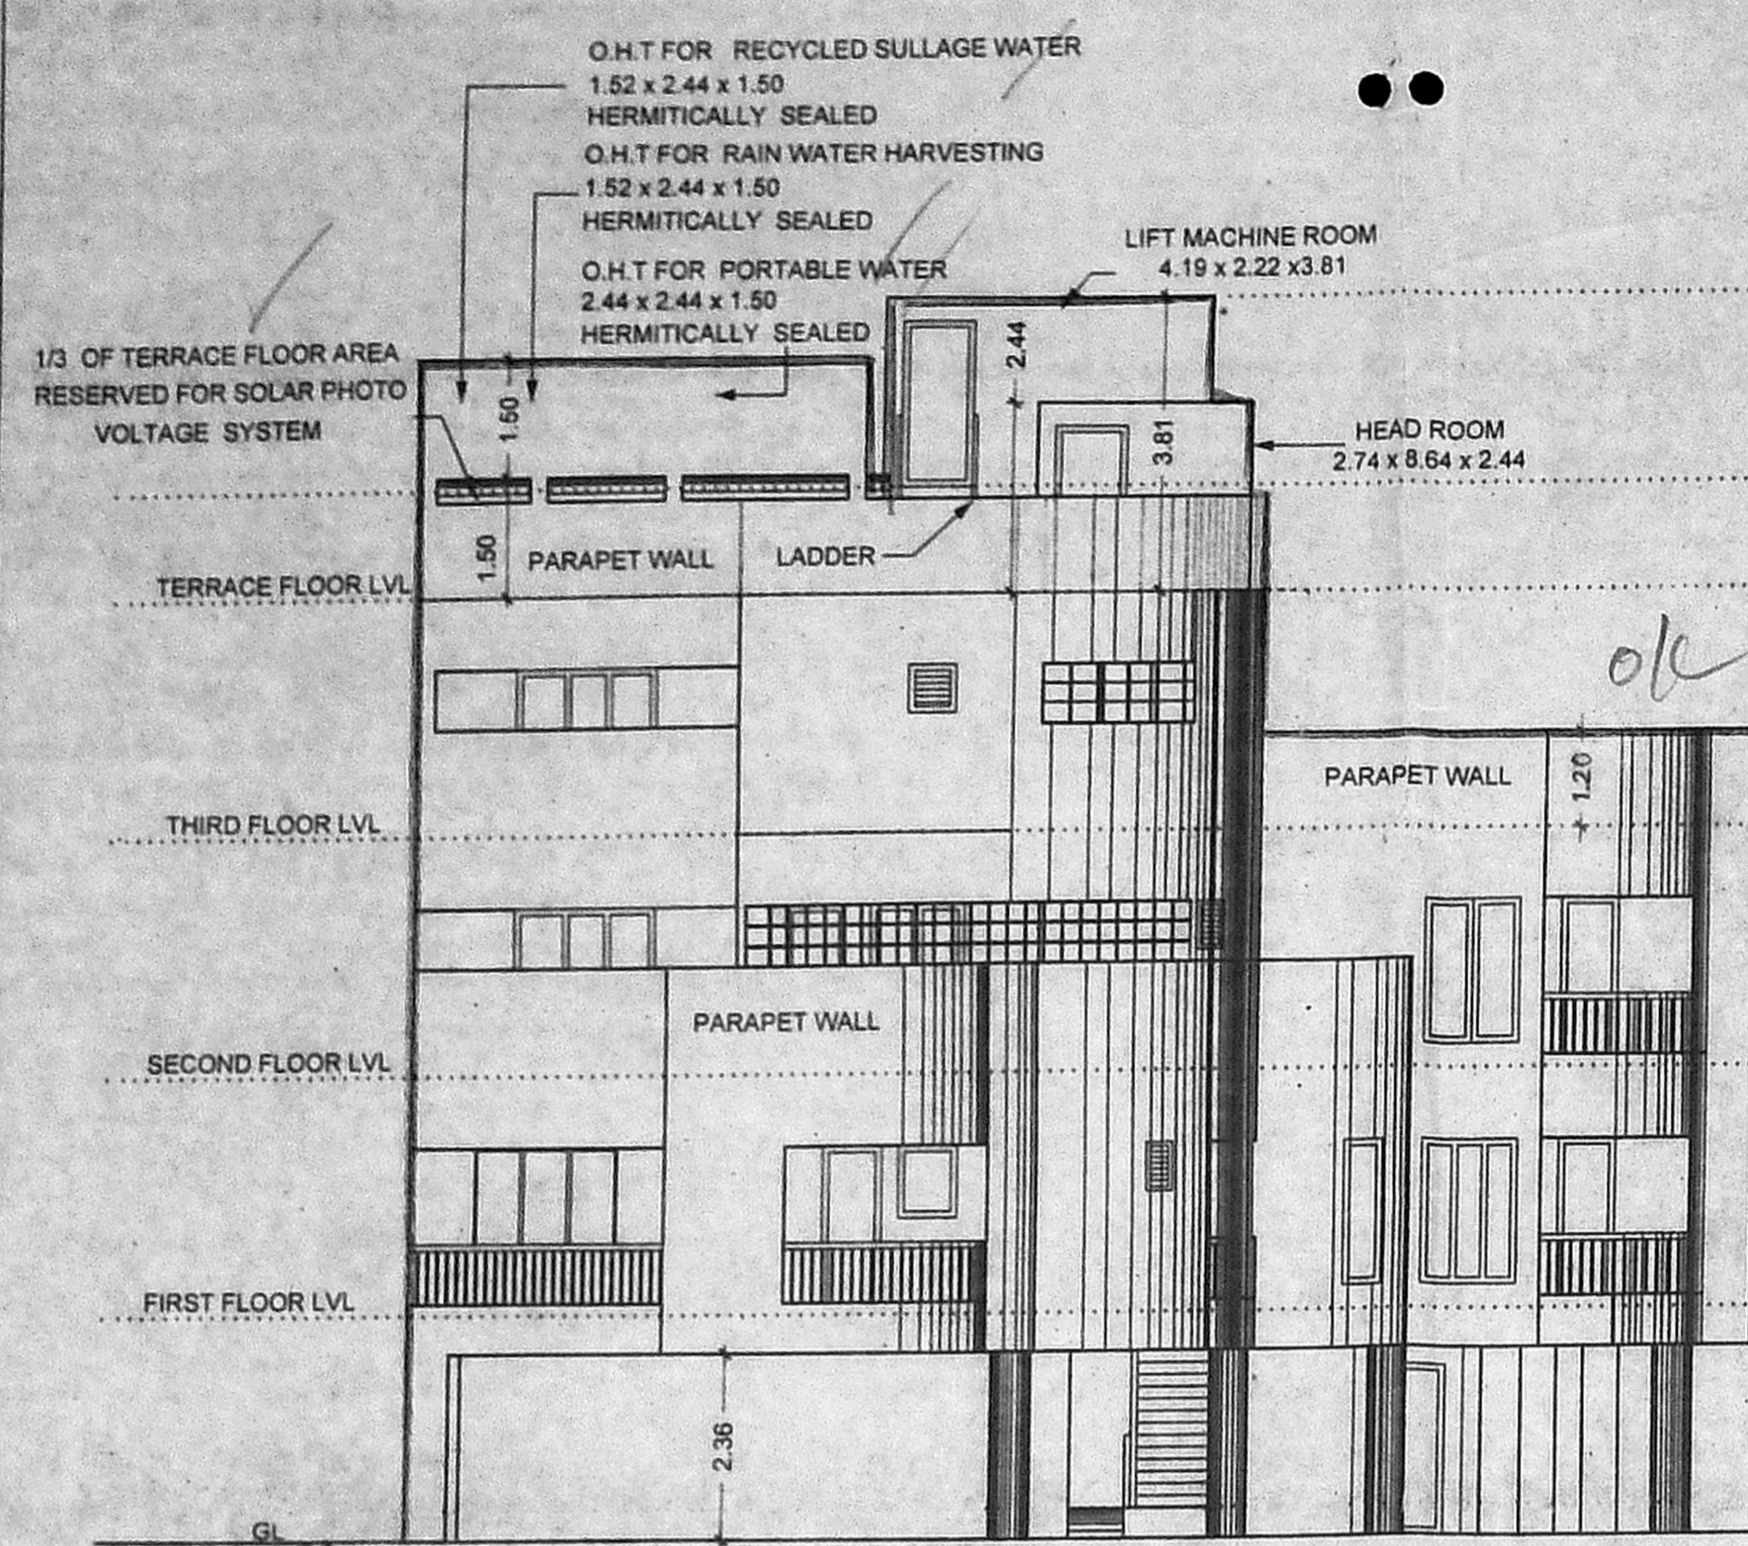 O.H.T FOR RECYCLED SULLAGE WATER
1.52 x 2.44 x 1.50
HERMITICALLY SEALED
O.H.T FOR RAIN WATER HARVESTING
1.52 x 2.44 x 1.50
HERMITICALLY SEALED
O.H.T FOR PORTABLE WATER
2.44 x 2.44 x 1.50
HERMITICALLY SEALED
LIFT MACHINE ROOM
4.19 x 2.22 x3.81
1/3 OF TERRACE FLOOR AREA
RESERVED FOR SOLAR PHOTO
VOLTAGE SYSTEM
2.44
1.50
3.81
HEAD ROOM
2.74 x 8.64 x 2.44
1.50
PARAPET WALL
LADDER
TERRACE FLOOR LVL
ok
PARAPET WALL
1.20
THIRD FLOOR LVL
PARAPET WALL
SECOND FLOOR LVL
FIRST FLOOR LVL
2.36
GL